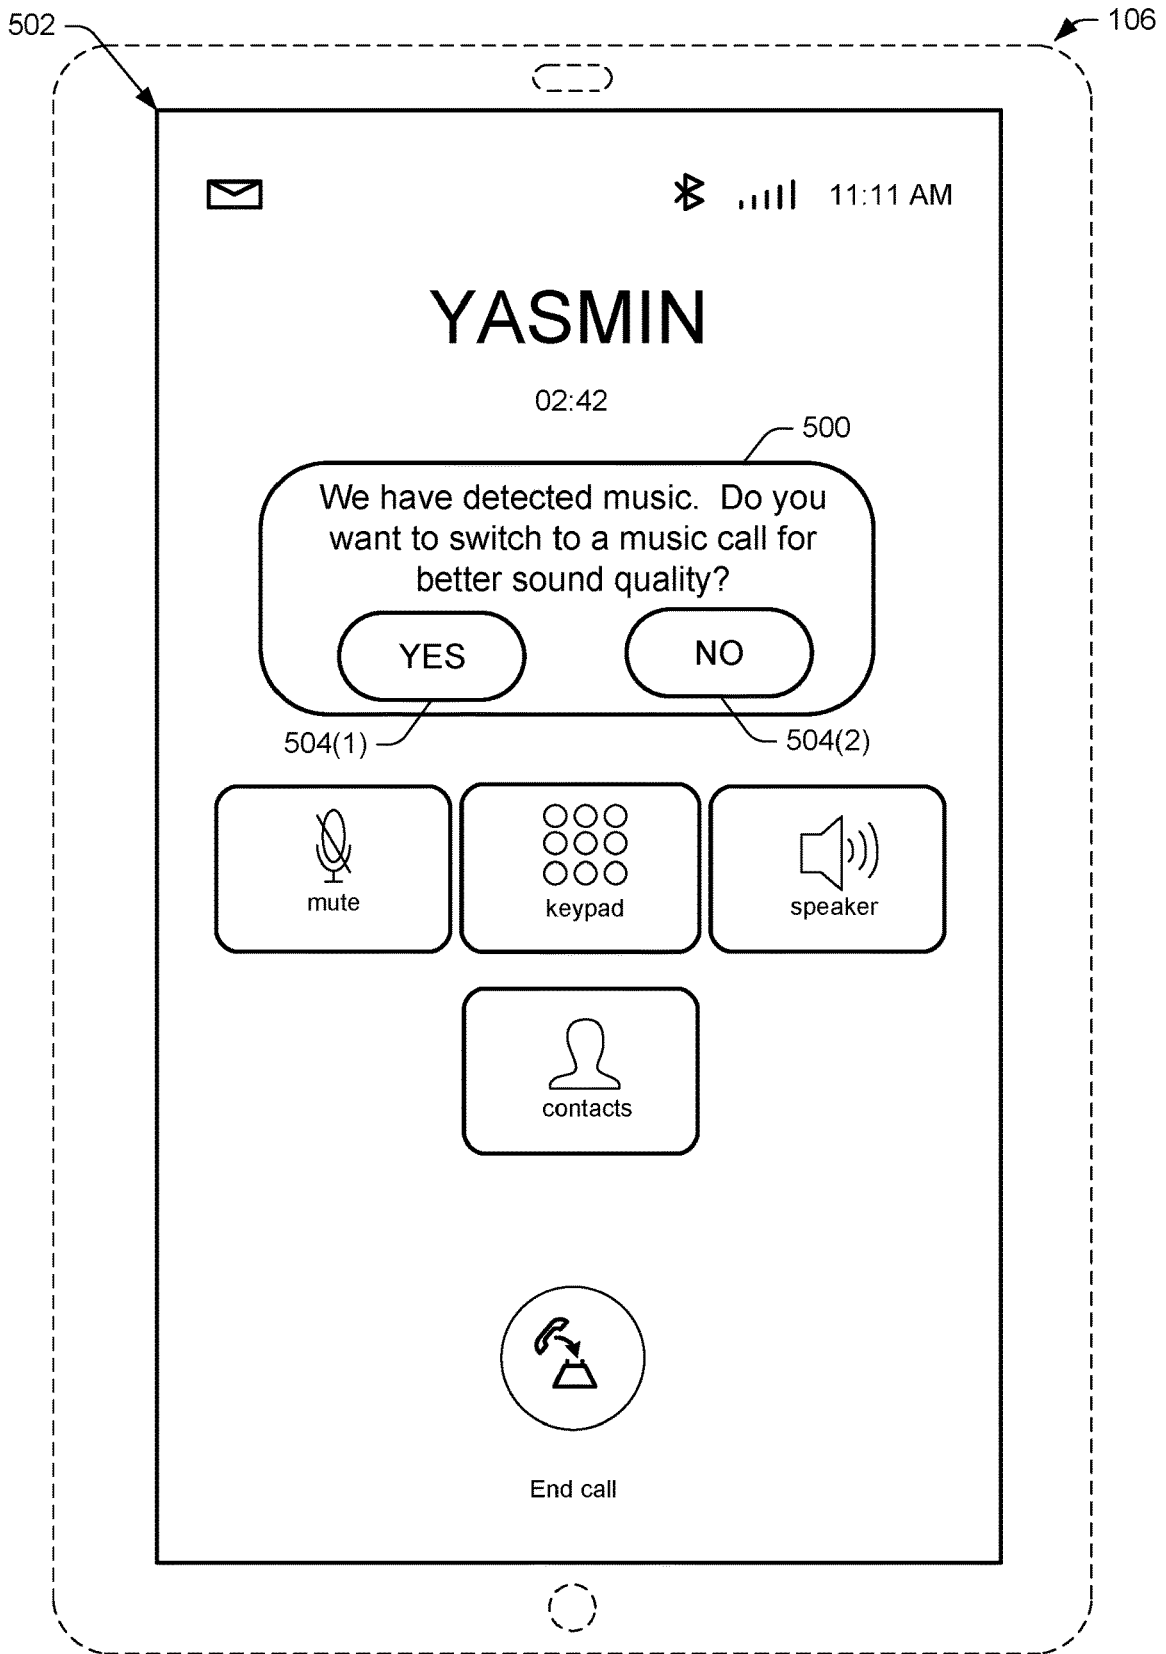 502
106
11:11 AM
YASMIN
02:42
500
We have detected music.  Do you
want to switch to a music call for
better sound quality?
YES
NO
504(1)
504(2)
mute
keypad
speaker
contacts
End call